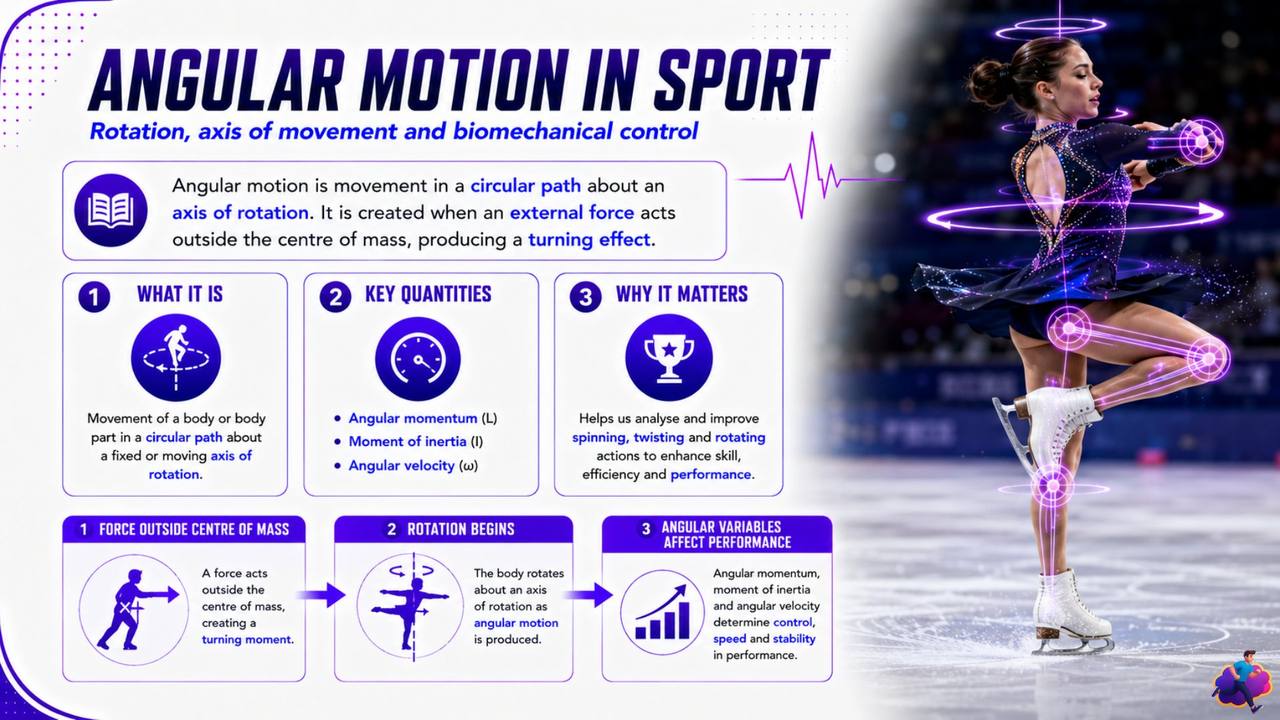 ANGULAR MOTION IN SPORT
Rotation, axis of movement and biomechanical control
Angular motion is movement in a circular path about an
axis of rotation. It is created when an external force acts
outside the centre of mass, producing a turning effect.
1 WHAT IT IS
Movement of a body or body
part in a circular path about
a fixed or moving axis of
rotation.
2 KEY QUANTITIES
• Angular momentum (L)
• Moment of inertia (I)
• Angular velocity (ω)
3 WHY IT MATTERS
Helps us analyse and improve
spinning, twisting and rotating
actions to enhance skill,
efficiency and performance.
1 FORCE OUTSIDE CENTRE OF MASS
A force acts
outside the
centre of mass,
creating a
turning moment.
2 ROTATION BEGINS
The body rotates
about an axis
of rotation as
angular motion
is produced.
3 ANGULAR VARIABLES
AFFECT PERFORMANCE
Angular momentum,
moment of inertia
and angular velocity
determine control,
speed and stability
in performance.